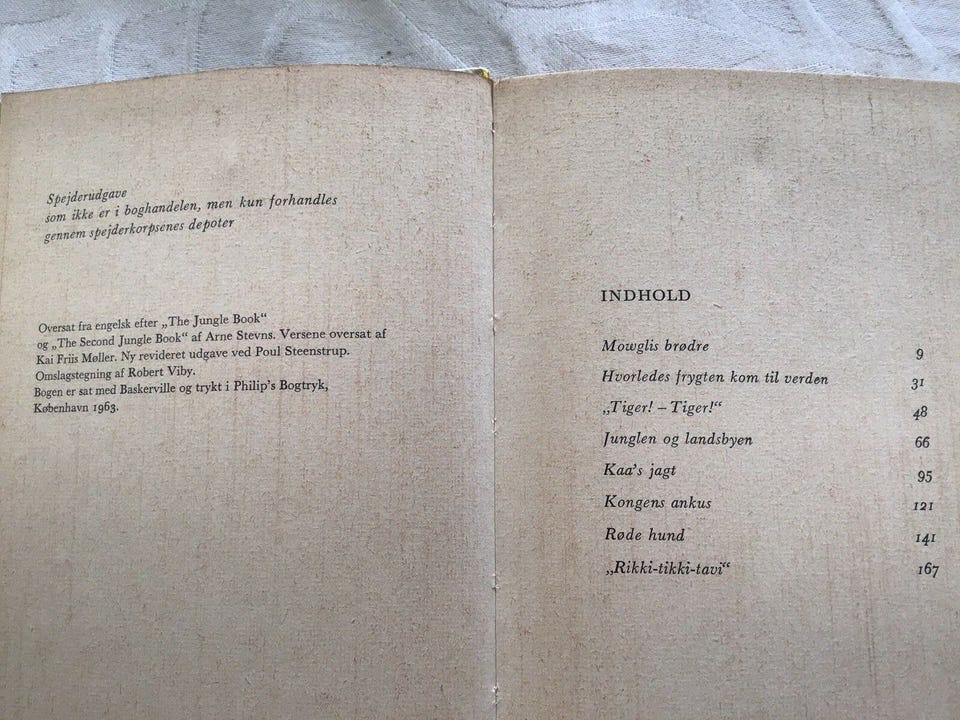 Spejderudgave
som ikke er i boghandelen, men kun forhandles
gennem spejderkorpsenes depoter
Oversat fra engelsk efter „The Jungle Book“
og „The Second Jungle Book“ af Arne Stevns. Versene oversat af
Kai Friis Møller. Ny revideret udgave ved Poul Steenstrup.
Omslagstegning af Robert Viby.
Bogen er sat med Baskerville og trykt i Philip's Bogtryk,
København 1963.
INDHOLD
Mowglis brødre 9
Hvorledes frygten kom til verden 31
„Tiger! – Tiger!“ 48
Junglen og landsbyen 66
Kaa's jagt 95
Kongens ankus 121
Røde hund 141
„Rikki-tikki-tavi“ 167